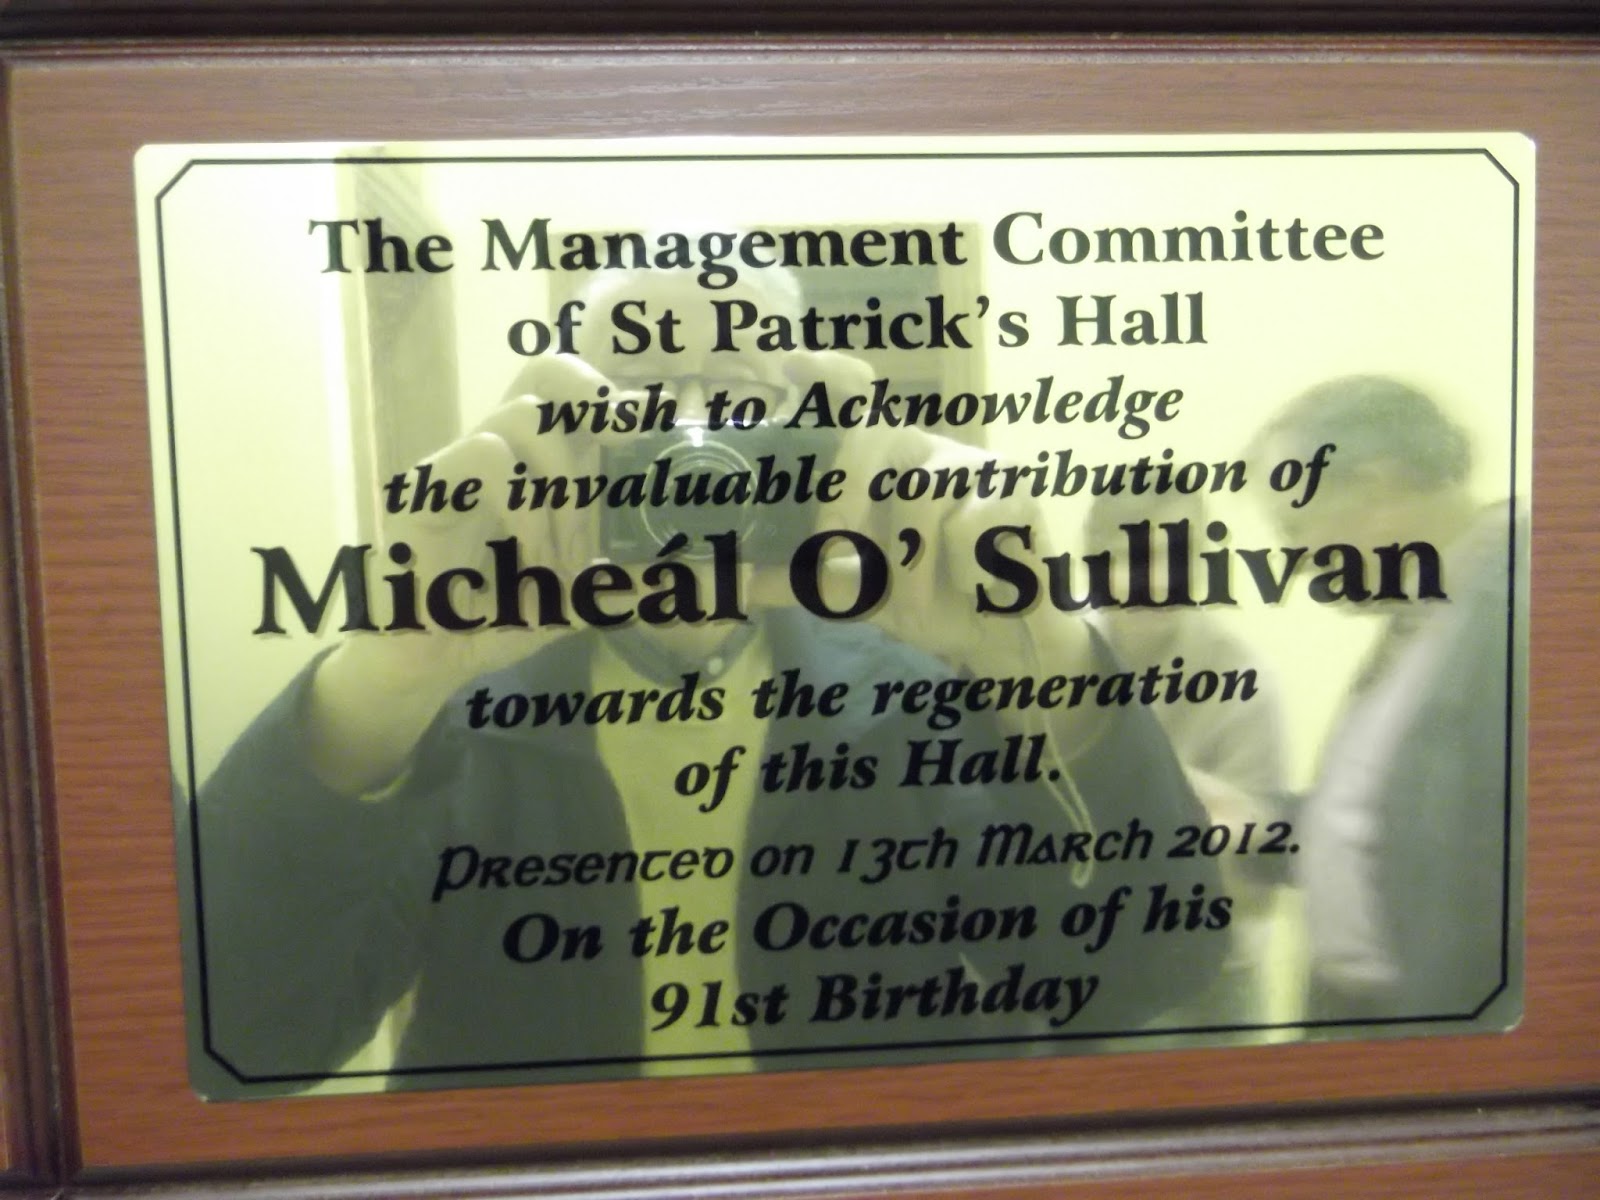 The Management Committee
of St Patrick's Hall
wish to Acknowledge
the invaluable contribution of
Micheál O' Sullivan
towards the regeneration
of this Hall.
Presented on 13th March 2012.
On the Occasion of his
91st Birthday